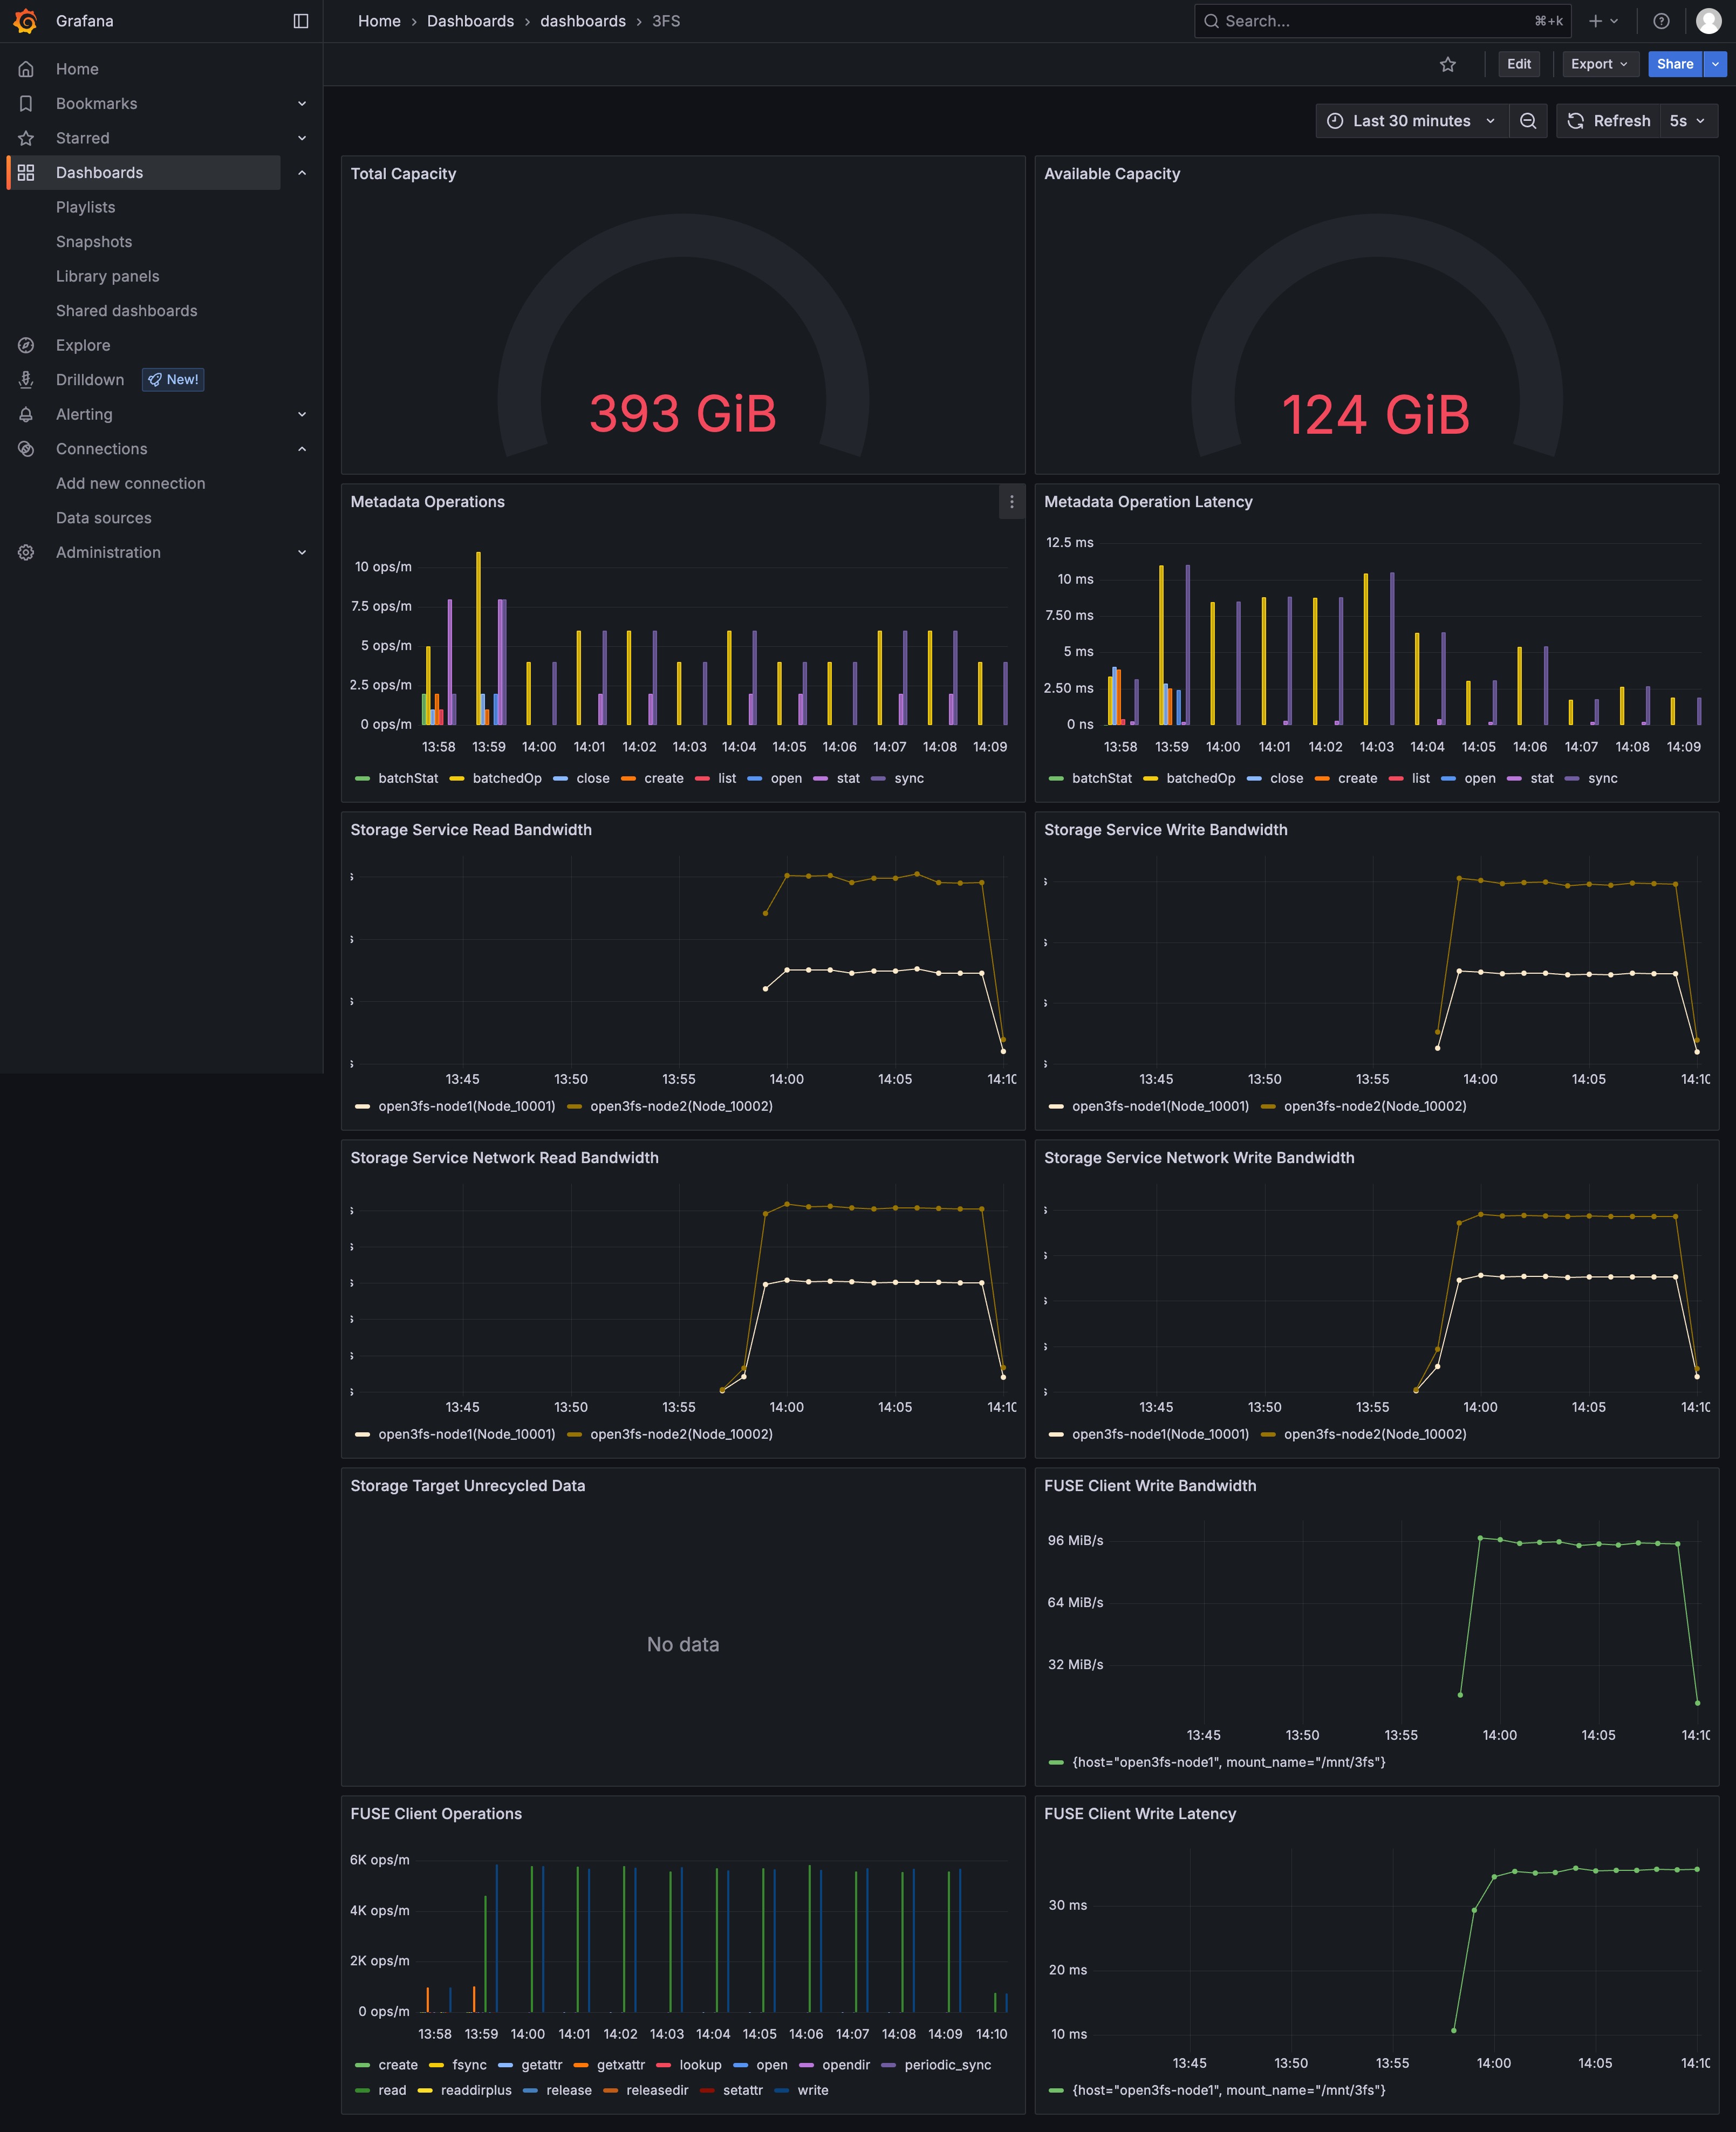 Grafana
Home › Dashboards › dashboards › 3FS
Search... ⌘+k
Home
Bookmarks
Starred
Dashboards
Playlists
Snapshots
Library panels
Shared dashboards
Explore
Drilldown New!
Alerting
Connections
Add new connection
Data sources
Administration
Edit Export Share
Last 30 minutes Refresh 5s
Total Capacity
393 GiB
Available Capacity
124 GiB
Metadata Operations
10 ops/m
7.5 ops/m
5 ops/m
2.5 ops/m
0 ops/m
13:58 13:59 14:00 14:01 14:02 14:03 14:04 14:05 14:06 14:07 14:08 14:09
batchStat batchedOp close create list open stat sync
Metadata Operation Latency
12.5 ms
10 ms
7.50 ms
5 ms
2.50 ms
0 ns
13:58 13:59 14:00 14:01 14:02 14:03 14:04 14:05 14:06 14:07 14:08 14:09
batchStat batchedOp close create list open stat sync
Storage Service Read Bandwidth
13:45 13:50 13:55 14:00 14:05 14:10
open3fs-node1(Node_10001) open3fs-node2(Node_10002)
Storage Service Write Bandwidth
13:45 13:50 13:55 14:00 14:05 14:10
open3fs-node1(Node_10001) open3fs-node2(Node_10002)
Storage Service Network Read Bandwidth
13:45 13:50 13:55 14:00 14:05 14:10
open3fs-node1(Node_10001) open3fs-node2(Node_10002)
Storage Service Network Write Bandwidth
13:45 13:50 13:55 14:00 14:05 14:10
open3fs-node1(Node_10001) open3fs-node2(Node_10002)
Storage Target Unrecycled Data
No data
FUSE Client Write Bandwidth
96 MiB/s
64 MiB/s
32 MiB/s
13:45 13:50 13:55 14:00 14:05 14:10
{host="open3fs-node1", mount_name="/mnt/3fs"}
FUSE Client Operations
6K ops/m
4K ops/m
2K ops/m
0 ops/m
13:58 13:59 14:00 14:01 14:02 14:03 14:04 14:05 14:06 14:07 14:08 14:09 14:10
create fsync getattr getxattr lookup open opendir periodic_sync
read readdirplus release releasedir setattr write
FUSE Client Write Latency
30 ms
20 ms
10 ms
13:45 13:50 13:55 14:00 14:05 14:10
{host="open3fs-node1", mount_name="/mnt/3fs"}